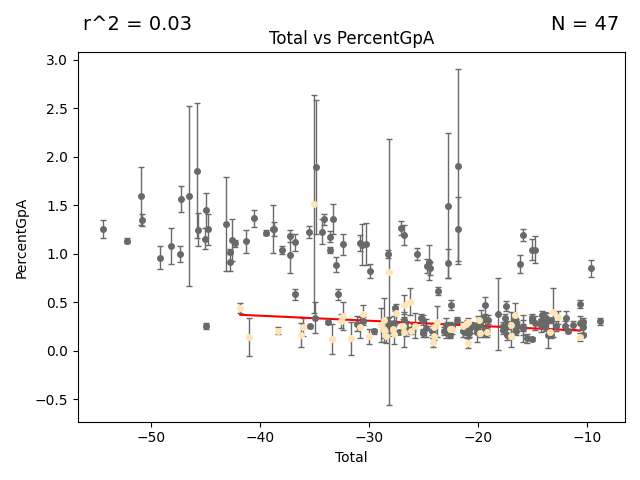 r^2 = 0.03
N = 47
Total vs PercentGpA
PercentGpA
3.0
2.5
2.0
1.5
1.0
0.5
0.0
−0.5
−50
−40
−30
−20
−10
Total